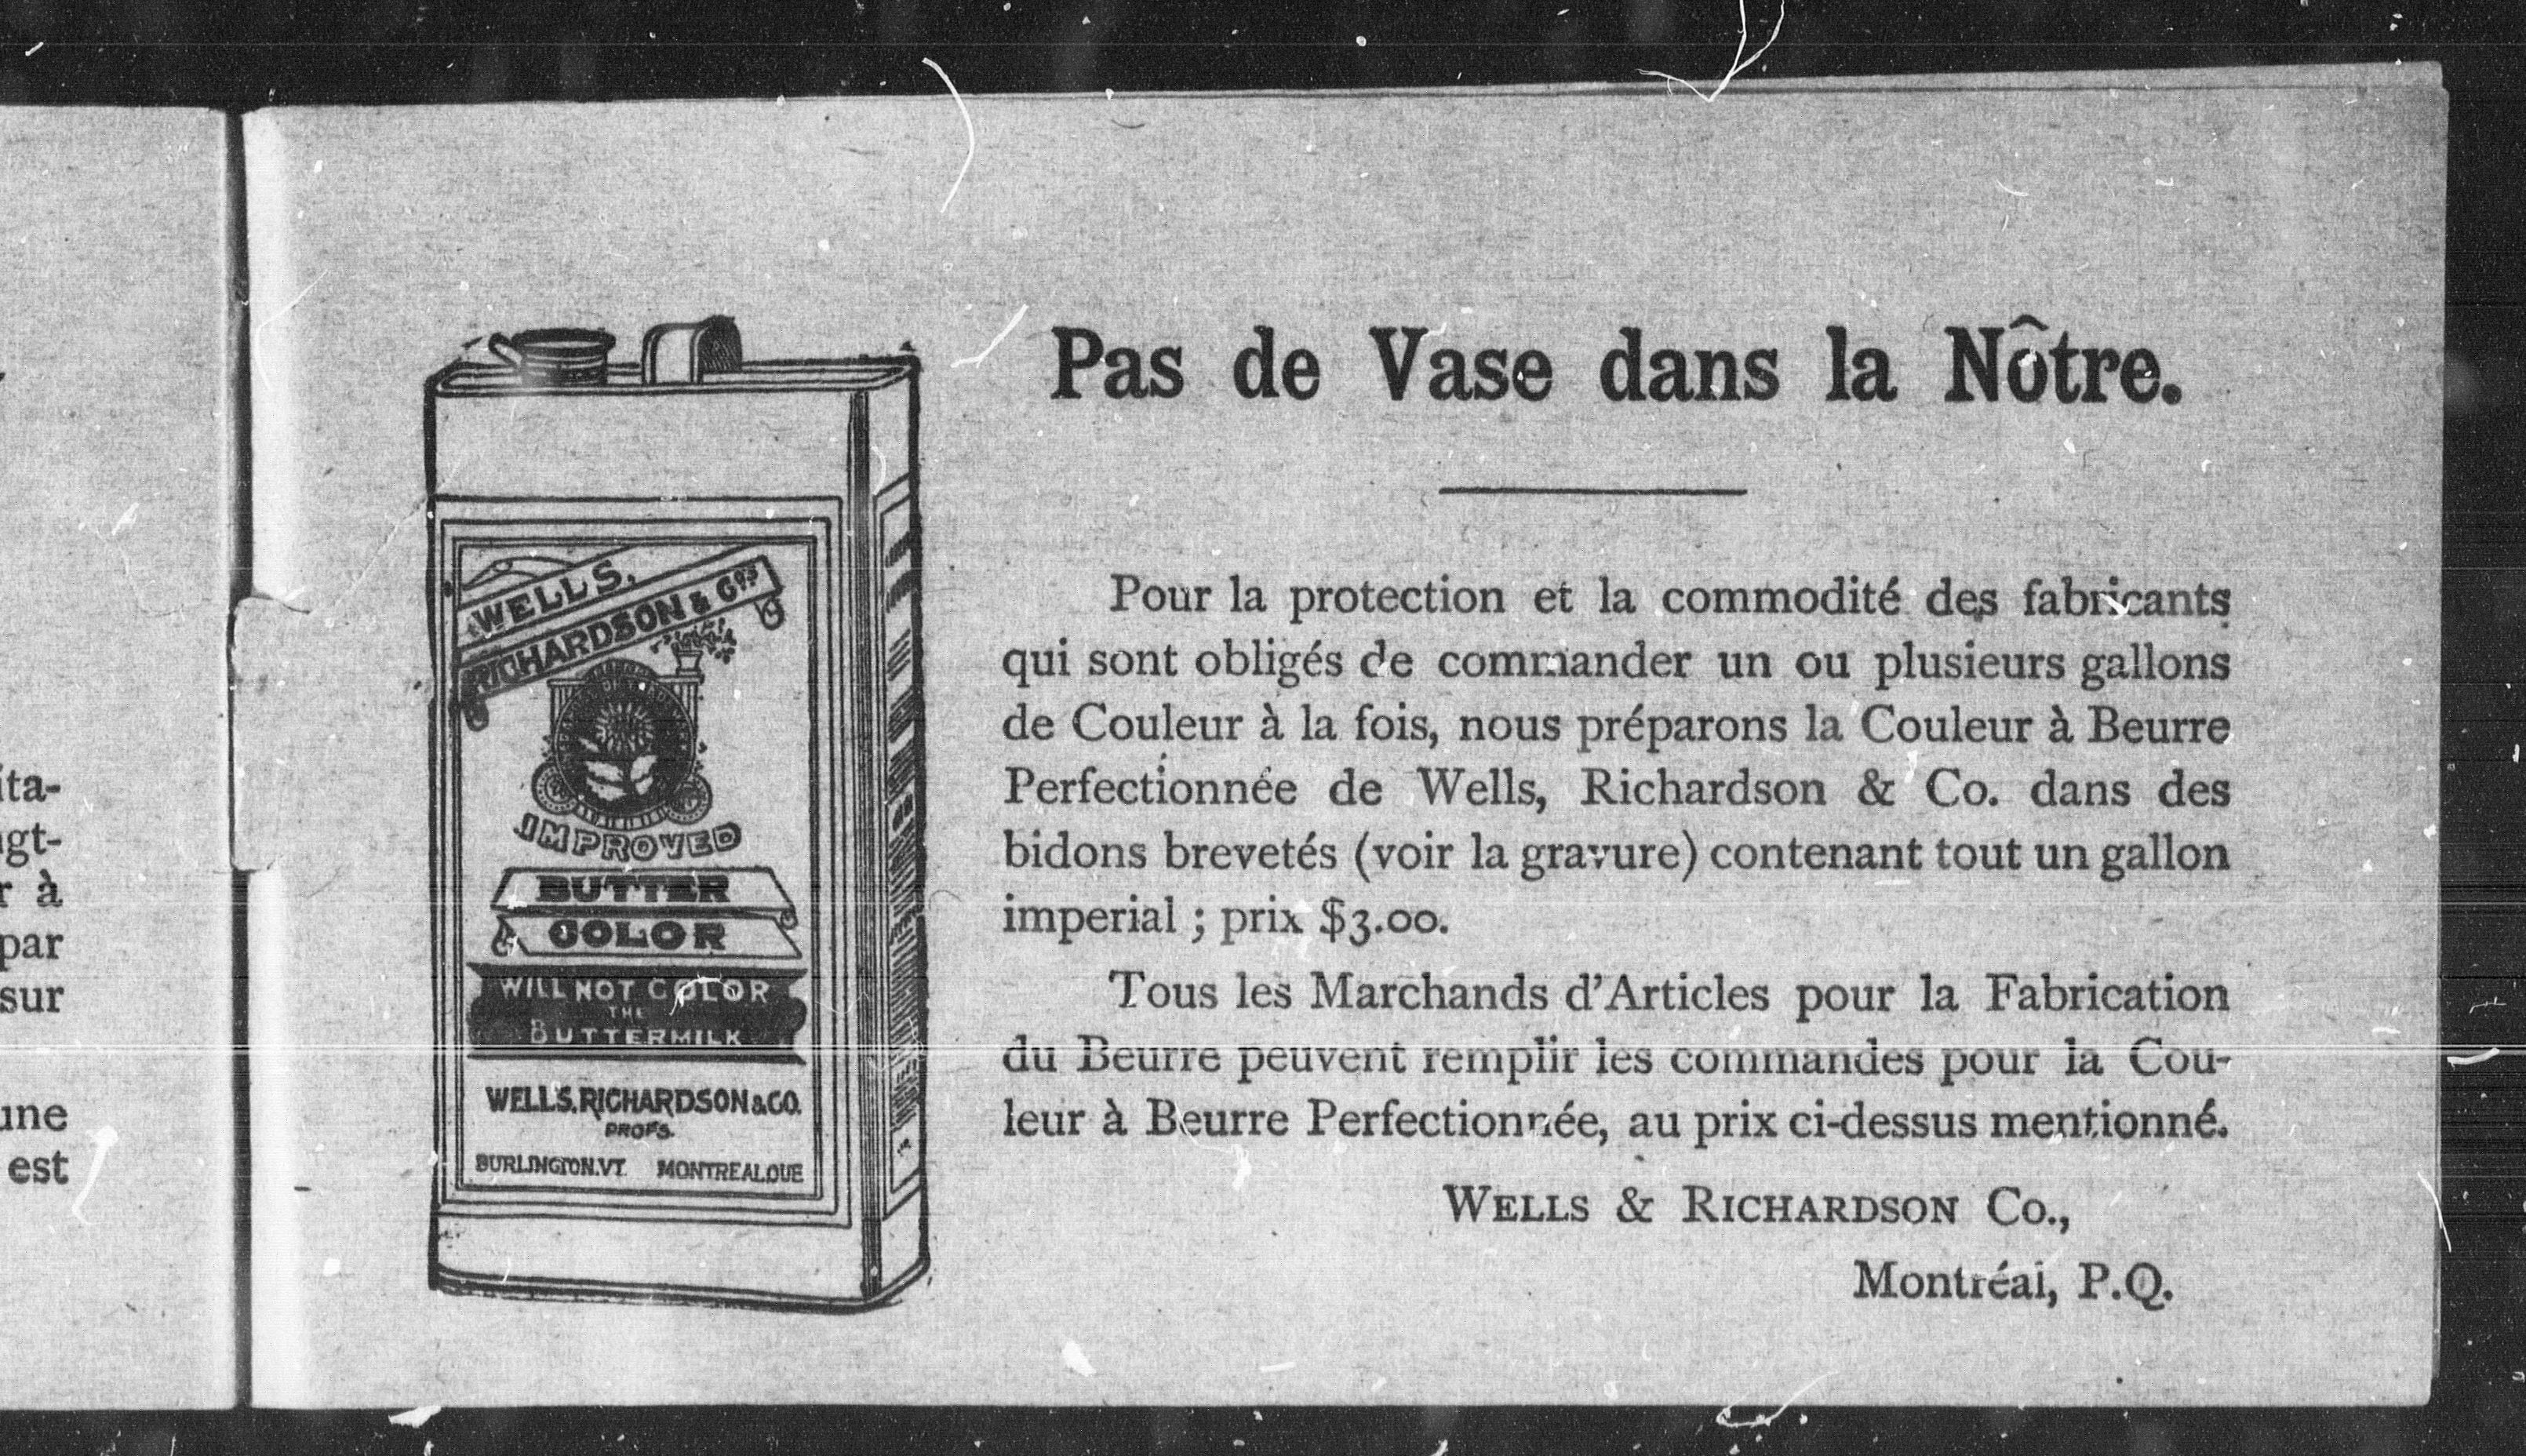 ita-
ngt-
r à
par
sur
une
est
WELLS,
RICHARDSON & Co's
IMPROVED
BUTTER
COLOR
WILL NOT COLOR
THE
BUTTERMILK
WELLS, RICHARDSON & CO.
PROPS.
BURLINGTON.VT. MONTREAL.QUE
Pas de Vase dans la Nôtre.
Pour la protection et la commodité des fabricants
qui sont obligés de commander un ou plusieurs gallons
de Couleur à la fois, nous préparons la Couleur à Beurre
Perfectionnée de Wells, Richardson & Co. dans des
bidons brevetés (voir la gravure) contenant tout un gallon
imperial ; prix $3.00.
Tous les Marchands d'Articles pour la Fabrication
du Beurre peuvent remplir les commandes pour la Cou-
leur à Beurre Perfectionnée, au prix ci-dessus mentionné.
WELLS & RICHARDSON Co.,
Montréal, P.Q.